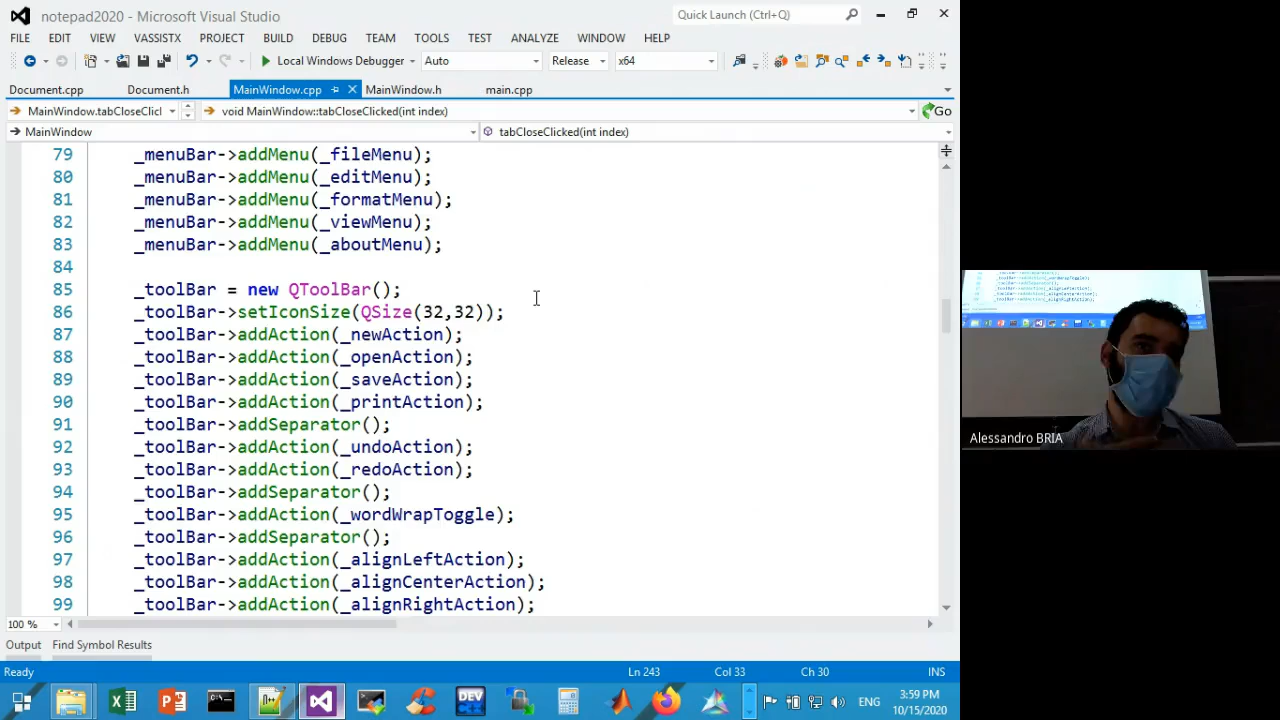 notepad2020 - Microsoft Visual Studio
Quick Launch (Ctrl+Q)
FILE EDIT VIEW VASSISTX PROJECT BUILD DEBUG TEAM TOOLS TEST ANALYZE WINDOW HELP
Local Windows Debugger Auto Release x64
Document.cpp Document.h MainWindow.cpp MainWindow.h main.cpp
MainWindow.tabCloseClicl void MainWindow::tabCloseClicked(int index) Go
MainWindow tabCloseClicked(int index)
79 _menuBar->addMenu(_fileMenu);
80 _menuBar->addMenu(_editMenu);
81 _menuBar->addMenu(_formatMenu);
82 _menuBar->addMenu(_viewMenu);
83 _menuBar->addMenu(_aboutMenu);
84
85 _toolBar = new QToolBar();
86 _toolBar->setIconSize(QSize(32,32));
87 _toolBar->addAction(_newAction);
88 _toolBar->addAction(_openAction);
89 _toolBar->addAction(_saveAction);
90 _toolBar->addAction(_printAction);
91 _toolBar->addSeparator();
92 _toolBar->addAction(_undoAction);
93 _toolBar->addAction(_redoAction);
94 _toolBar->addSeparator();
95 _toolBar->addAction(_wordWrapToggle);
96 _toolBar->addSeparator();
97 _toolBar->addAction(_alignLeftAction);
98 _toolBar->addAction(_alignCenterAction);
99 _toolBar->addAction(_alignRightAction);
100 %
Output Find Symbol Results
Ready Ln 243 Col 33 Ch 30 INS
DEV
ENG
3:59 PM
10/15/2020
Alessandro BRIA